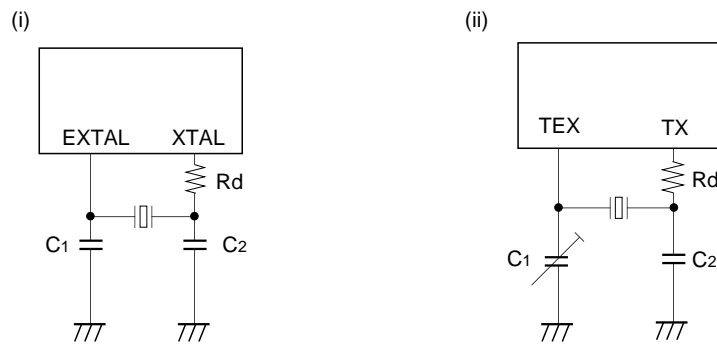 (i)
EXTAL XTAL
Rd
C1 C2
(ii)
TEX TX
Rd
C1 C2